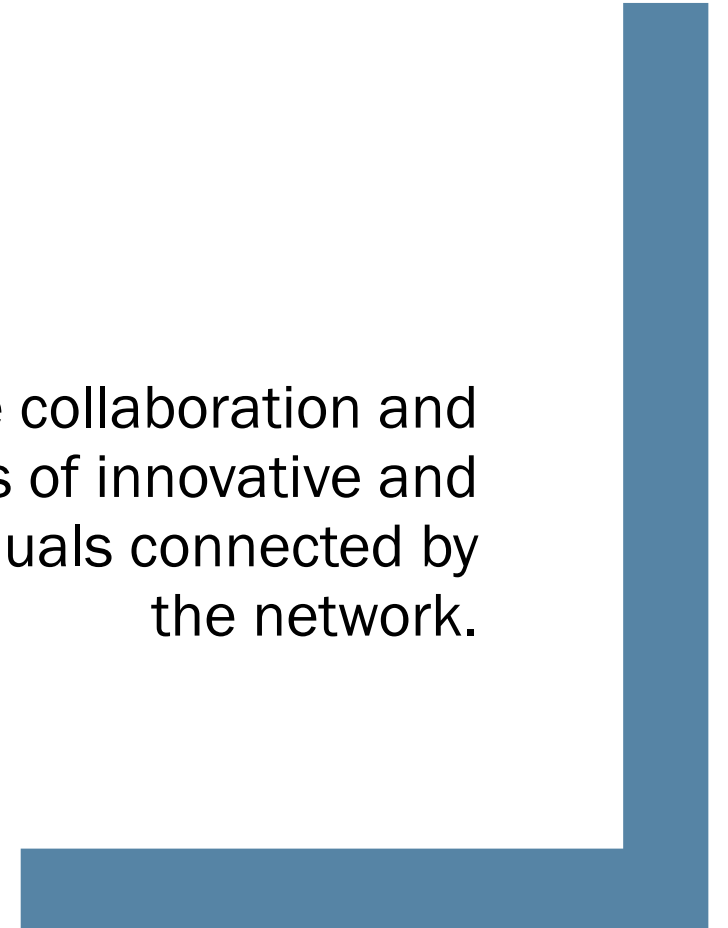 collaboration and
of innovative and
connected by
the network.